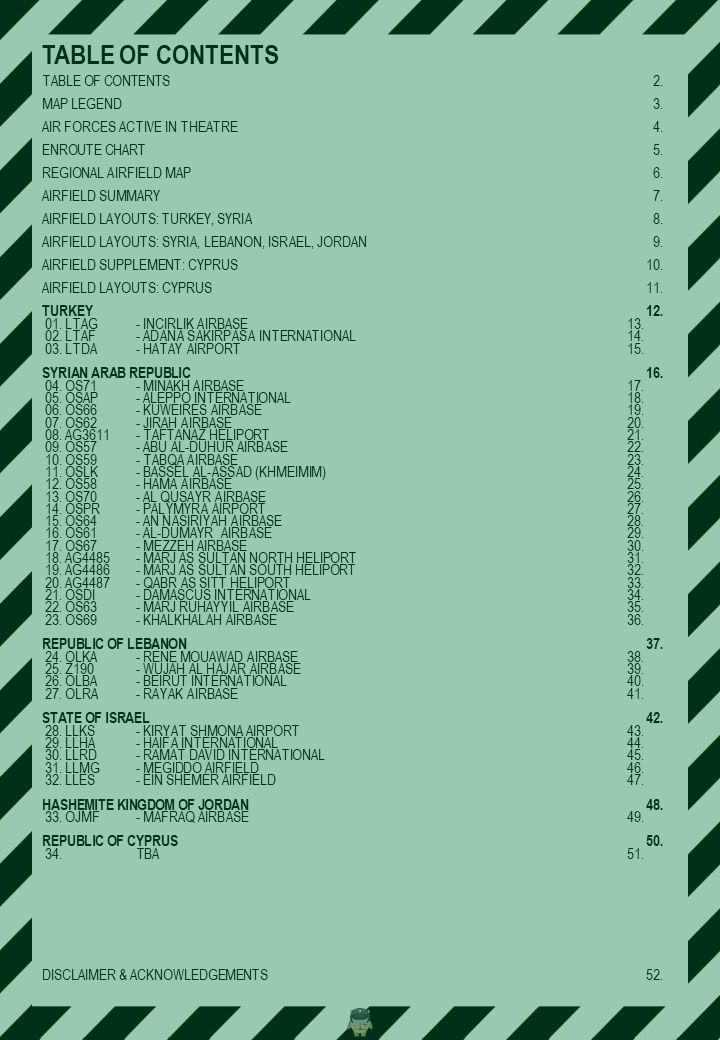 TABLE OF CONTENTS
TABLE OF CONTENTS 2.
MAP LEGEND 3.
AIR FORCES ACTIVE IN THEATRE 4.
ENROUTE CHART 5.
REGIONAL AIRFIELD MAP 6.
AIRFIELD SUMMARY 7.
AIRFIELD LAYOUTS: TURKEY, SYRIA 8.
AIRFIELD LAYOUTS: SYRIA, LEBANON, ISRAEL, JORDAN 9.
AIRFIELD SUPPLEMENT: CYPRUS 10.
AIRFIELD LAYOUTS: CYPRUS 11.
TURKEY 12.
01. LTAG - INCIRLIK AIRBASE 13.
02. LTAF - ADANA SAKIRPASA INTERNATIONAL 14.
03. LTDA - HATAY AIRPORT 15.
SYRIAN ARAB REPUBLIC 16.
04. OS71 - MINAKH AIRBASE 17.
05. OSAP - ALEPPO INTERNATIONAL 18.
06. OS66 - KUWEIRES AIRBASE 19.
07. OS62 - JIRAH AIRBASE 20.
08. AG3611 - TAFTANAZ HELIPORT 21.
09. OS57 - ABU AL-DUHUR AIRBASE 22.
10. OS59 - TABQA AIRBASE 23.
11. OSLK - BASSEL AL-ASSAD (KHMEIMIM) 24.
12. OS58 - HAMA AIRBASE 25.
13. OS70 - AL QUSAYR AIRBASE 26.
14. OSPR - PALYMYRA AIRPORT 27.
15. OS64 - AN NASIRIYAH AIRBASE 28.
16. OS61 - AL-DUMAYR AIRBASE 29.
17. OS67 - MEZZEH AIRBASE 30.
18. AG4485 - MARJ AS SULTAN NORTH HELIPORT 31.
19. AG4486 - MARJ AS SULTAN SOUTH HELIPORT 32.
20. AG4487 - QABR AS SITT HELIPORT 33.
21. OSDI - DAMASCUS INTERNATIONAL 34.
22. OS63 - MARJ RUHAYYIL AIRBASE 35.
23. OS69 - KHALKHALAH AIRBASE 36.
REPUBLIC OF LEBANON 37.
24. OLKA - RENE MOUAWAD AIRBASE 38.
25. Z190 - WUJAH AL HAJAR AIRBASE 39.
26. OLBA - BEIRUT INTERNATIONAL 40.
27. OLRA - RAYAK AIRBASE 41.
STATE OF ISRAEL 42.
28. LLKS - KIRYAT SHMONA AIRPORT 43.
29. LLHA - HAIFA INTERNATIONAL 44.
30. LLRD - RAMAT DAVID INTERNATIONAL 45.
31. LLMG - MEGIDDO AIRFIELD 46.
32. LLES - EIN SHEMER AIRFIELD 47.
HASHEMITE KINGDOM OF JORDAN 48.
33. OJMF - MAFRAQ AIRBASE 49.
REPUBLIC OF CYPRUS 50.
34. TBA 51.
DISCLAIMER & ACKNOWLEDGEMENTS 52.